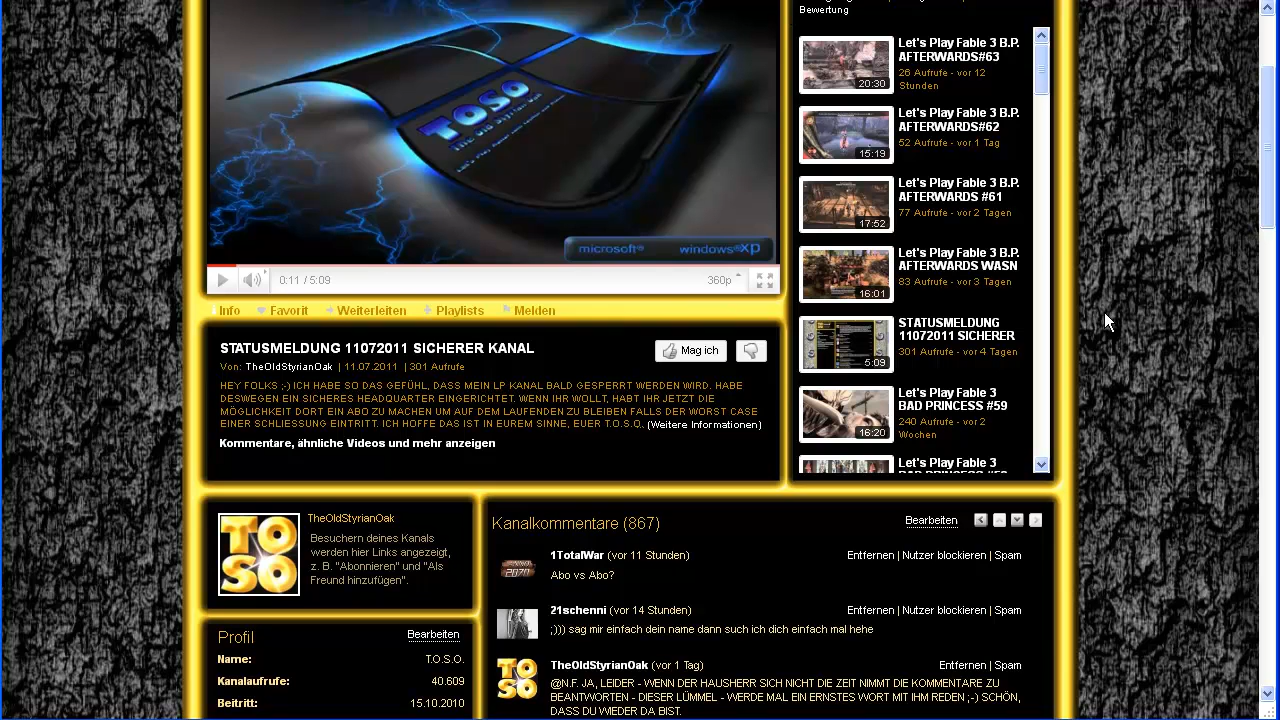 TOSO
The Old Styrian Oak
microsoft® windows® xp
0:11 / 5:09
360p
Info Favorit Weiterleiten Playlists Melden
STATUSMELDUNG 11072011 SICHERER KANAL
Mag ich
Von: TheOldStyrianOak | 11.07.2011 | 301 Aufrufe
HEY FOLKS ;-) ICH HABE SO DAS GEFÜHL, DASS MEIN LP KANAL BALD GESPERRT WERDEN WIRD. HABE
DESWEGEN EIN SICHERES HEADQUARTER EINGERICHTET. WENN IHR WOLLT, HABT IHR JETZT DIE
MÖGLICHKEIT DORT EIN ABO ZU MACHEN UM AUF DEM LAUFENDEN ZU BLEIBEN FALLS DER WORST CASE
EINER SCHLIESSUNG EINTRITT. ICH HOFFE DAS IST IN EUREM SINNE, EUER T.O.S.O. (Weitere Informationen)
Kommentare, ähnliche Videos und mehr anzeigen
Bewertung
Let's Play Fable 3 B.P.
AFTERWARDS#63
26 Aufrufe - vor 12
Stunden
20:30
Let's Play Fable 3 B.P.
AFTERWARDS#62
52 Aufrufe - vor 1 Tag
15:19
Let's Play Fable 3 B.P.
AFTERWARDS #61
77 Aufrufe - vor 2 Tagen
17:52
Let's Play Fable 3 B.P.
AFTERWARDS WASN
83 Aufrufe - vor 3 Tagen
16:01
STATUSMELDUNG
11072011 SICHERER
301 Aufrufe - vor 4 Tagen
5:09
Let's Play Fable 3
BAD PRINCESS #59
240 Aufrufe - vor 2
Wochen
16:20
Let's Play Fable 3
TOSO
TheOldStyrianOak
Besuchern deines Kanals
werden hier Links angezeigt,
z. B. "Abonnieren" und "Als
Freund hinzufügen".
Profil Bearbeiten
Name: T.O.S.O.
Kanalaufrufe: 40.609
Beitritt: 15.10.2010
Kanalkommentare (867) Bearbeiten
1TotalWar (vor 11 Stunden) Entfernen | Nutzer blockieren | Spam
Abo vs Abo?
21schenni (vor 14 Stunden) Entfernen | Nutzer blockieren | Spam
;))) sag mir einfach dein name dann such ich dich einfach mal hehe
TOSO
TheOldStyrianOak (vor 1 Tag) Entfernen | Spam
@N.F. JA, LEIDER - WENN DER HAUSHERR SICH NICHT DIE ZEIT NIMMT DIE KOMMENTARE ZU
BEANTWORTEN - DIESER LÜMMEL - WERDE MAL EIN ERNSTES WORT MIT IHM REDEN ;-) SCHÖN,
DASS DU WIEDER DA BIST.